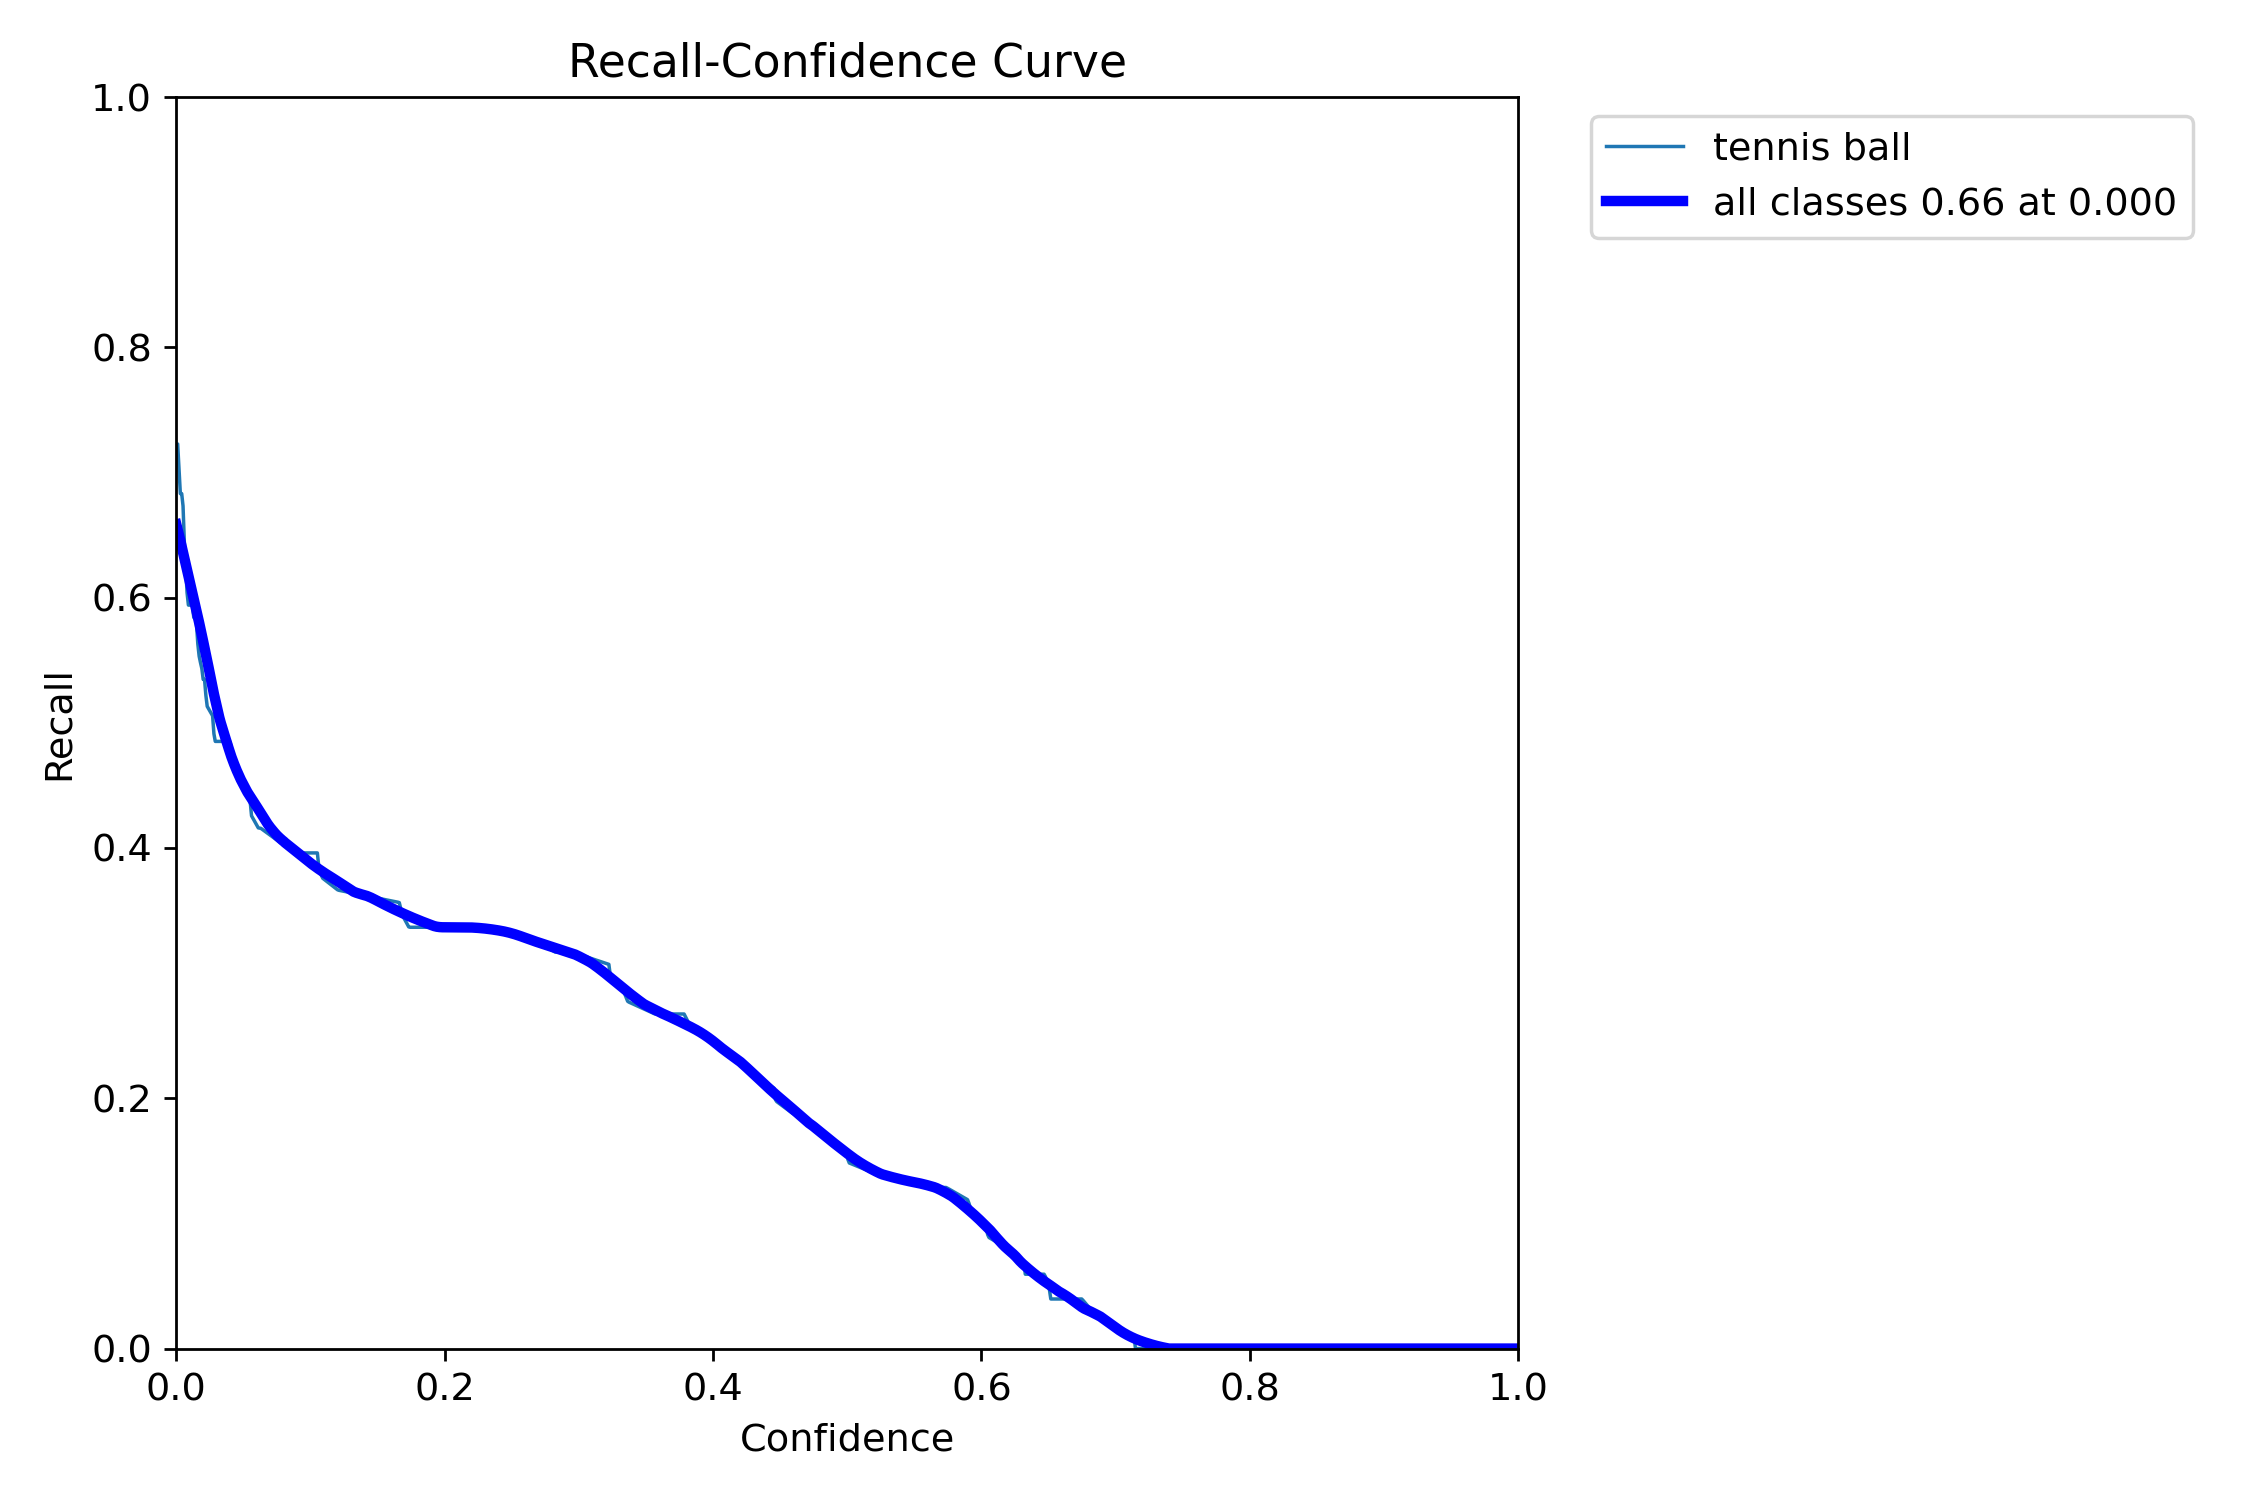 Recall-Confidence Curve
1.0
0.8
0.6
0.4
0.2
0.0
Recall
0.0 0.2 0.4 0.6 0.8 1.0
Confidence
tennis ball
all classes 0.66 at 0.000